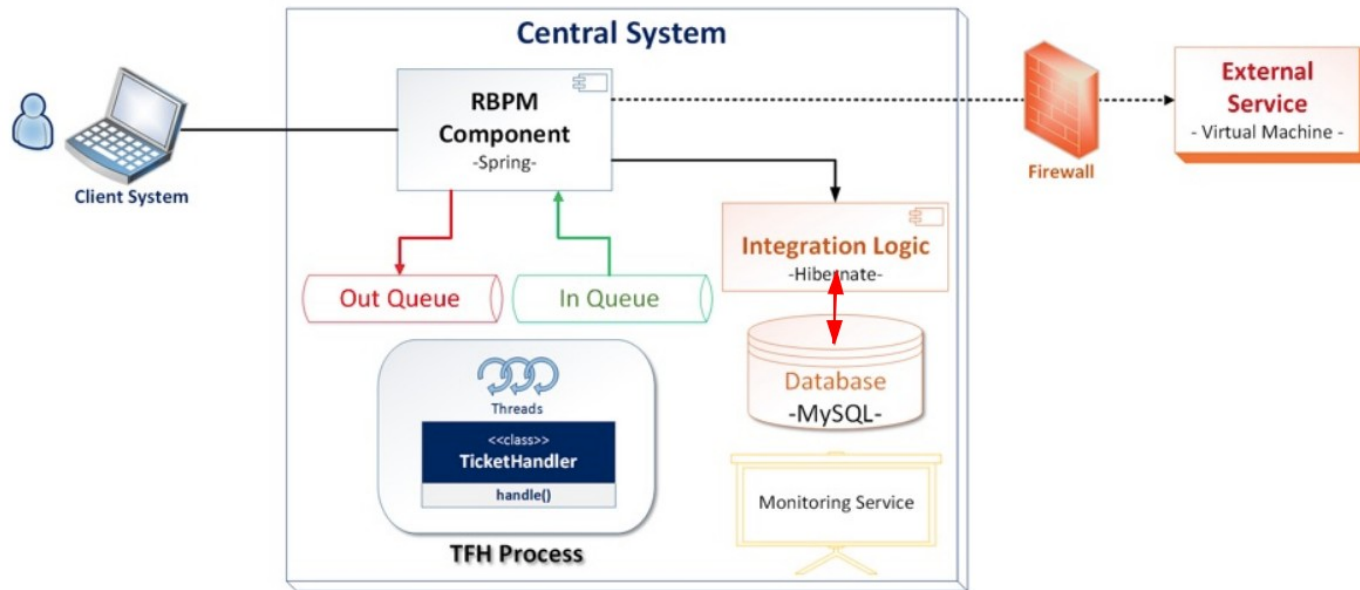 Central System
RBPM
Component
-Spring-
External
Service
- Virtual Machine -
Client System
Firewall
Integration Logic
-Hibernate-
Out Queue
In Queue
Database
-MySQL-
Threads
<<class>>
TicketHandler
handle()
Monitoring Service
TFH Process